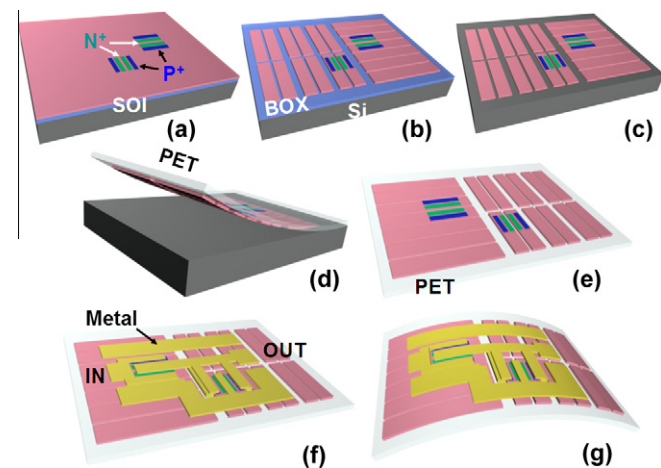 N+
P+
SOI
(a)
BOX
Si
(b)
(c)
PET
(d)
PET
(e)
Metal
IN
OUT
(f)
(g)